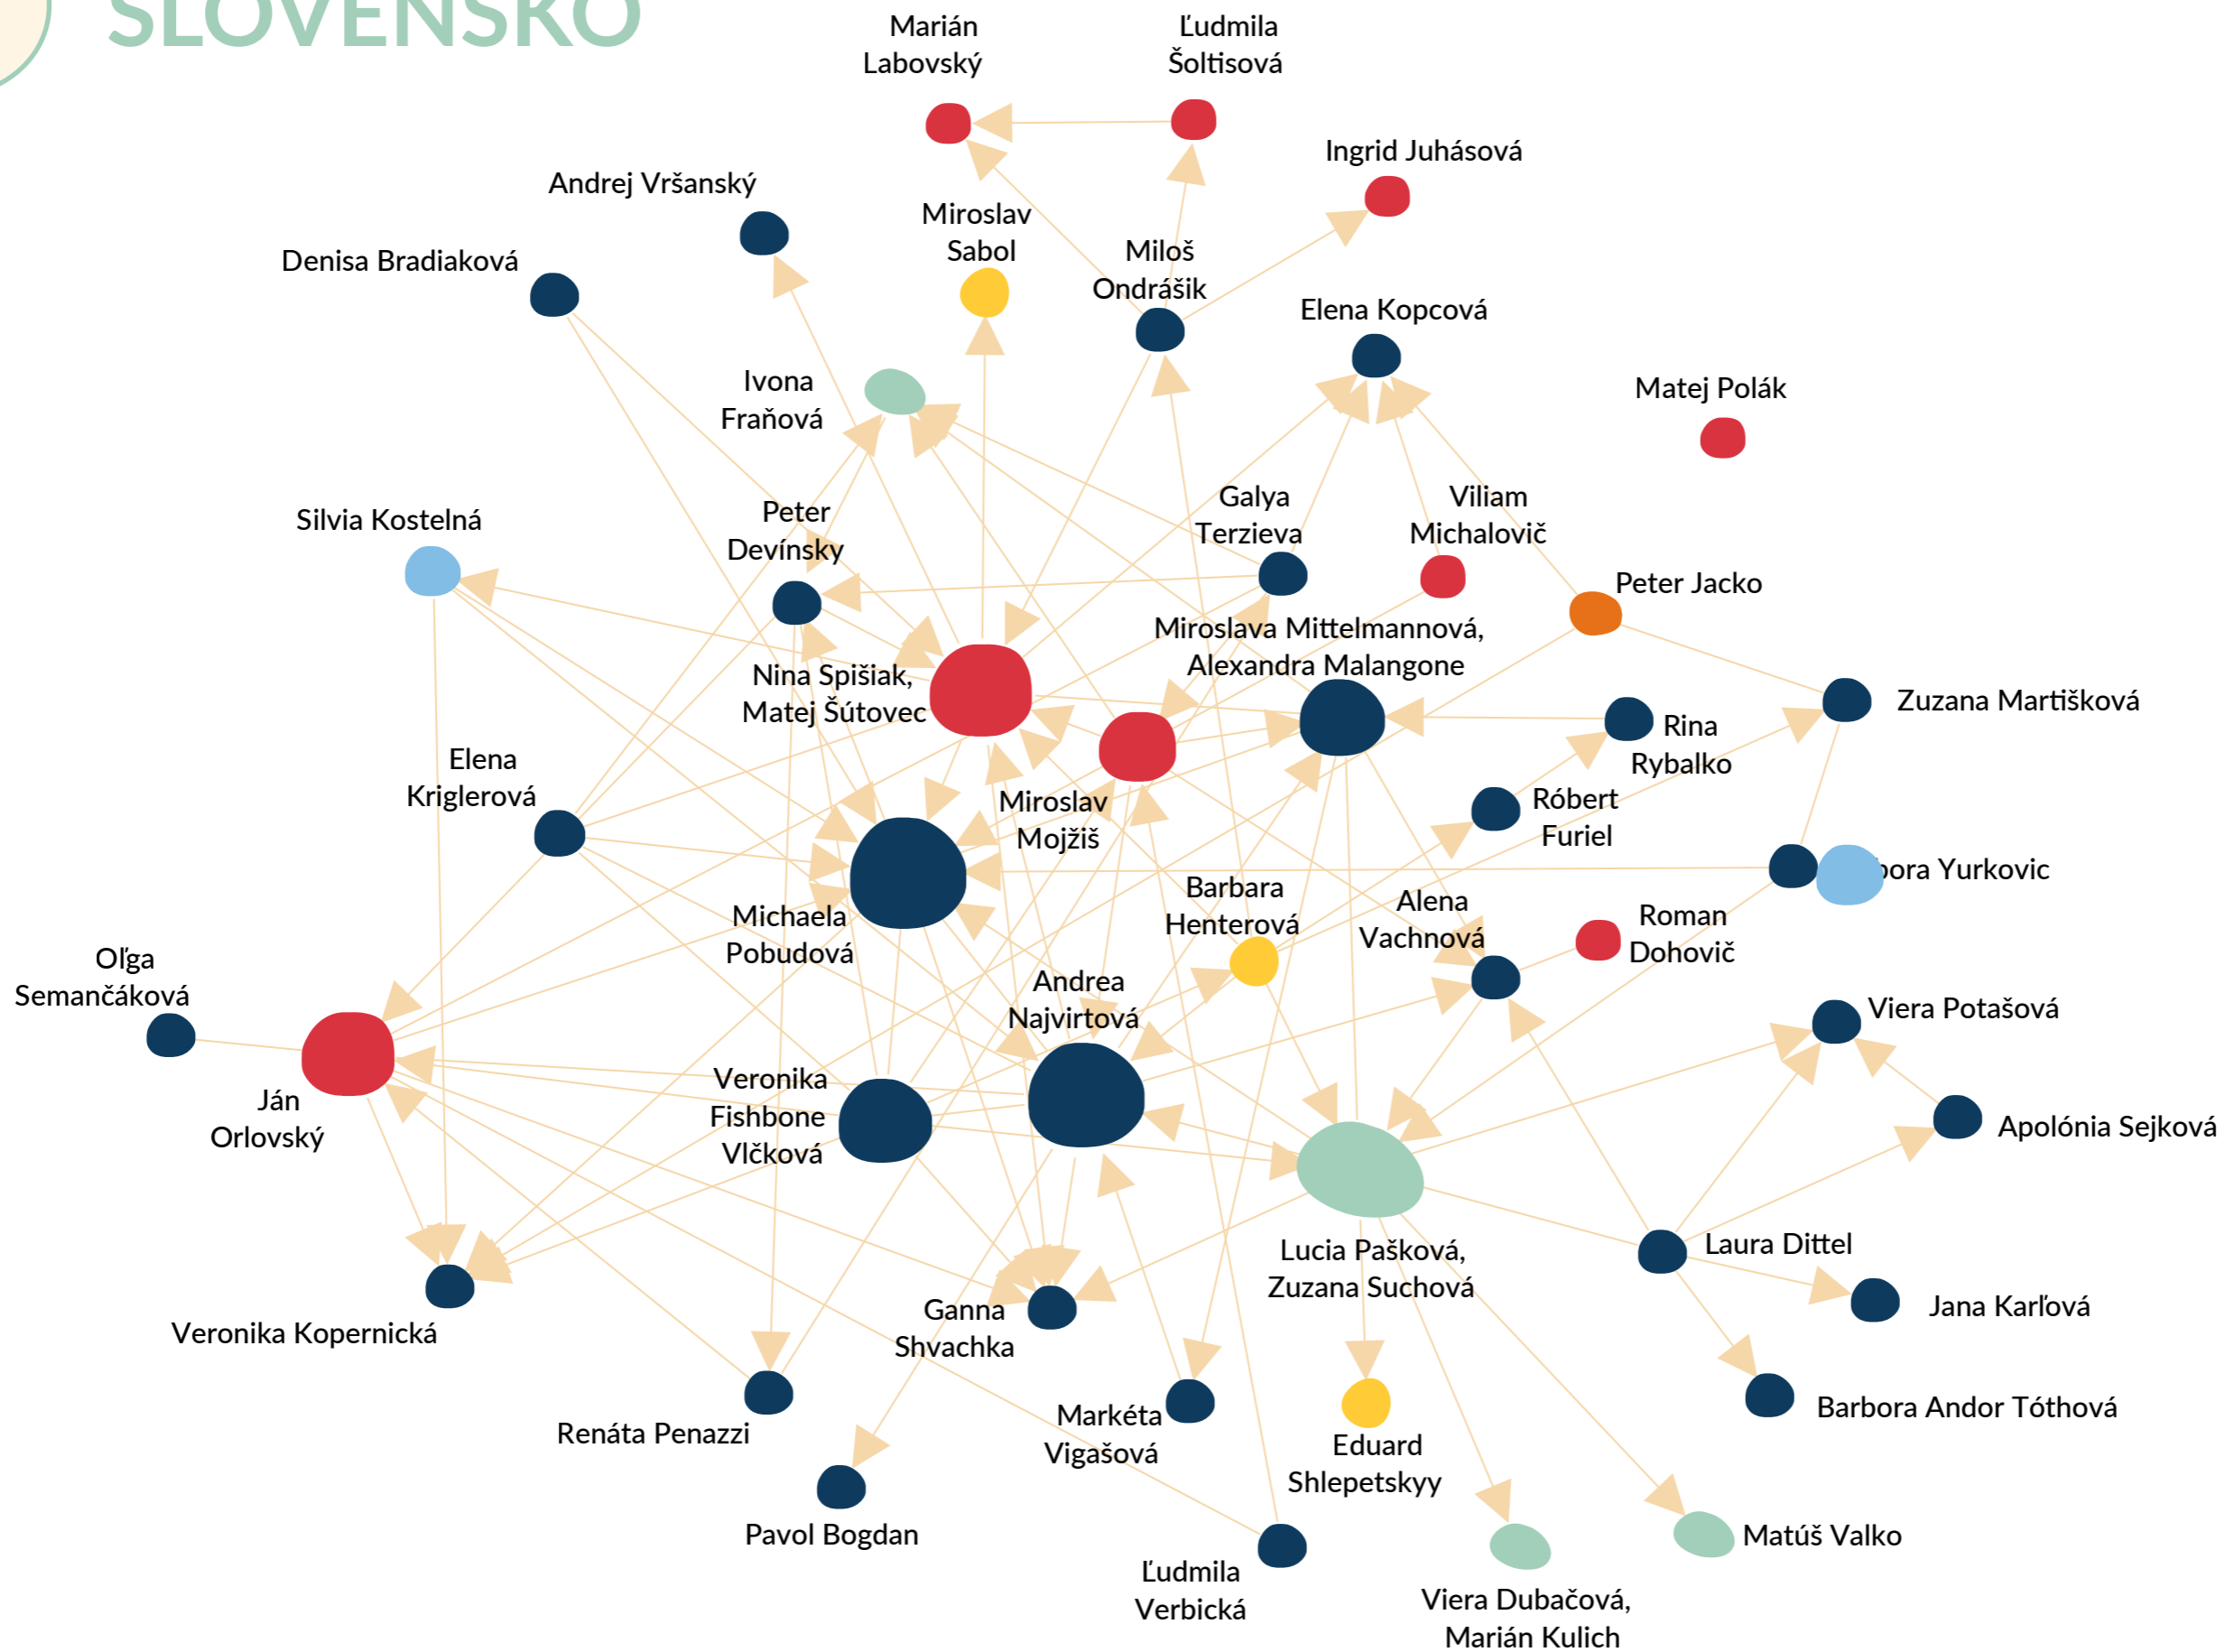 SLOVENSKO
Marián
Labovský
Ľudmila
Šoltisová
Ingrid Juhásová
Andrej Vršanský
Miroslav
Sabol
Miloš
Ondrášik
Denisa Bradiaková
Elena Kopcová
Ivona
Fraňová
Matej Polák
Silvia Kostelná
Peter
Devínsky
Galya
Terzieva
Viliam
Michalovič
Peter Jacko
Miroslava Mittelmannová,
Alexandra Malangone
Nina Spišiak,
Matej Šútovec
Zuzana Martišková
Rina
Rybalko
Elena
Kriglerová
Miroslav
Mojžiš
Róbert
Furiel
Yurkovic
Barbara
Henterová
Alena
Vachnová
Roman
Dohovič
Michaela
Pobudová
Oľga
Semančáková
Andrea
Najvirtová
Viera Potašová
Ján
Orlovský
Veronika
Fishbone
Vlčková
Apolónia Sejková
Lucia Pašková,
Zuzana Suchová
Laura Dittel
Jana Karľová
Veronika Kopernická
Ganna
Shvachka
Renáta Penazzi
Markéta
Vigašová
Eduard
Shlepetskyy
Barbora Andor Tóthová
Pavol Bogdan
Ľudmila
Verbická
Viera Dubačová,
Marián Kulich
Matúš Valko